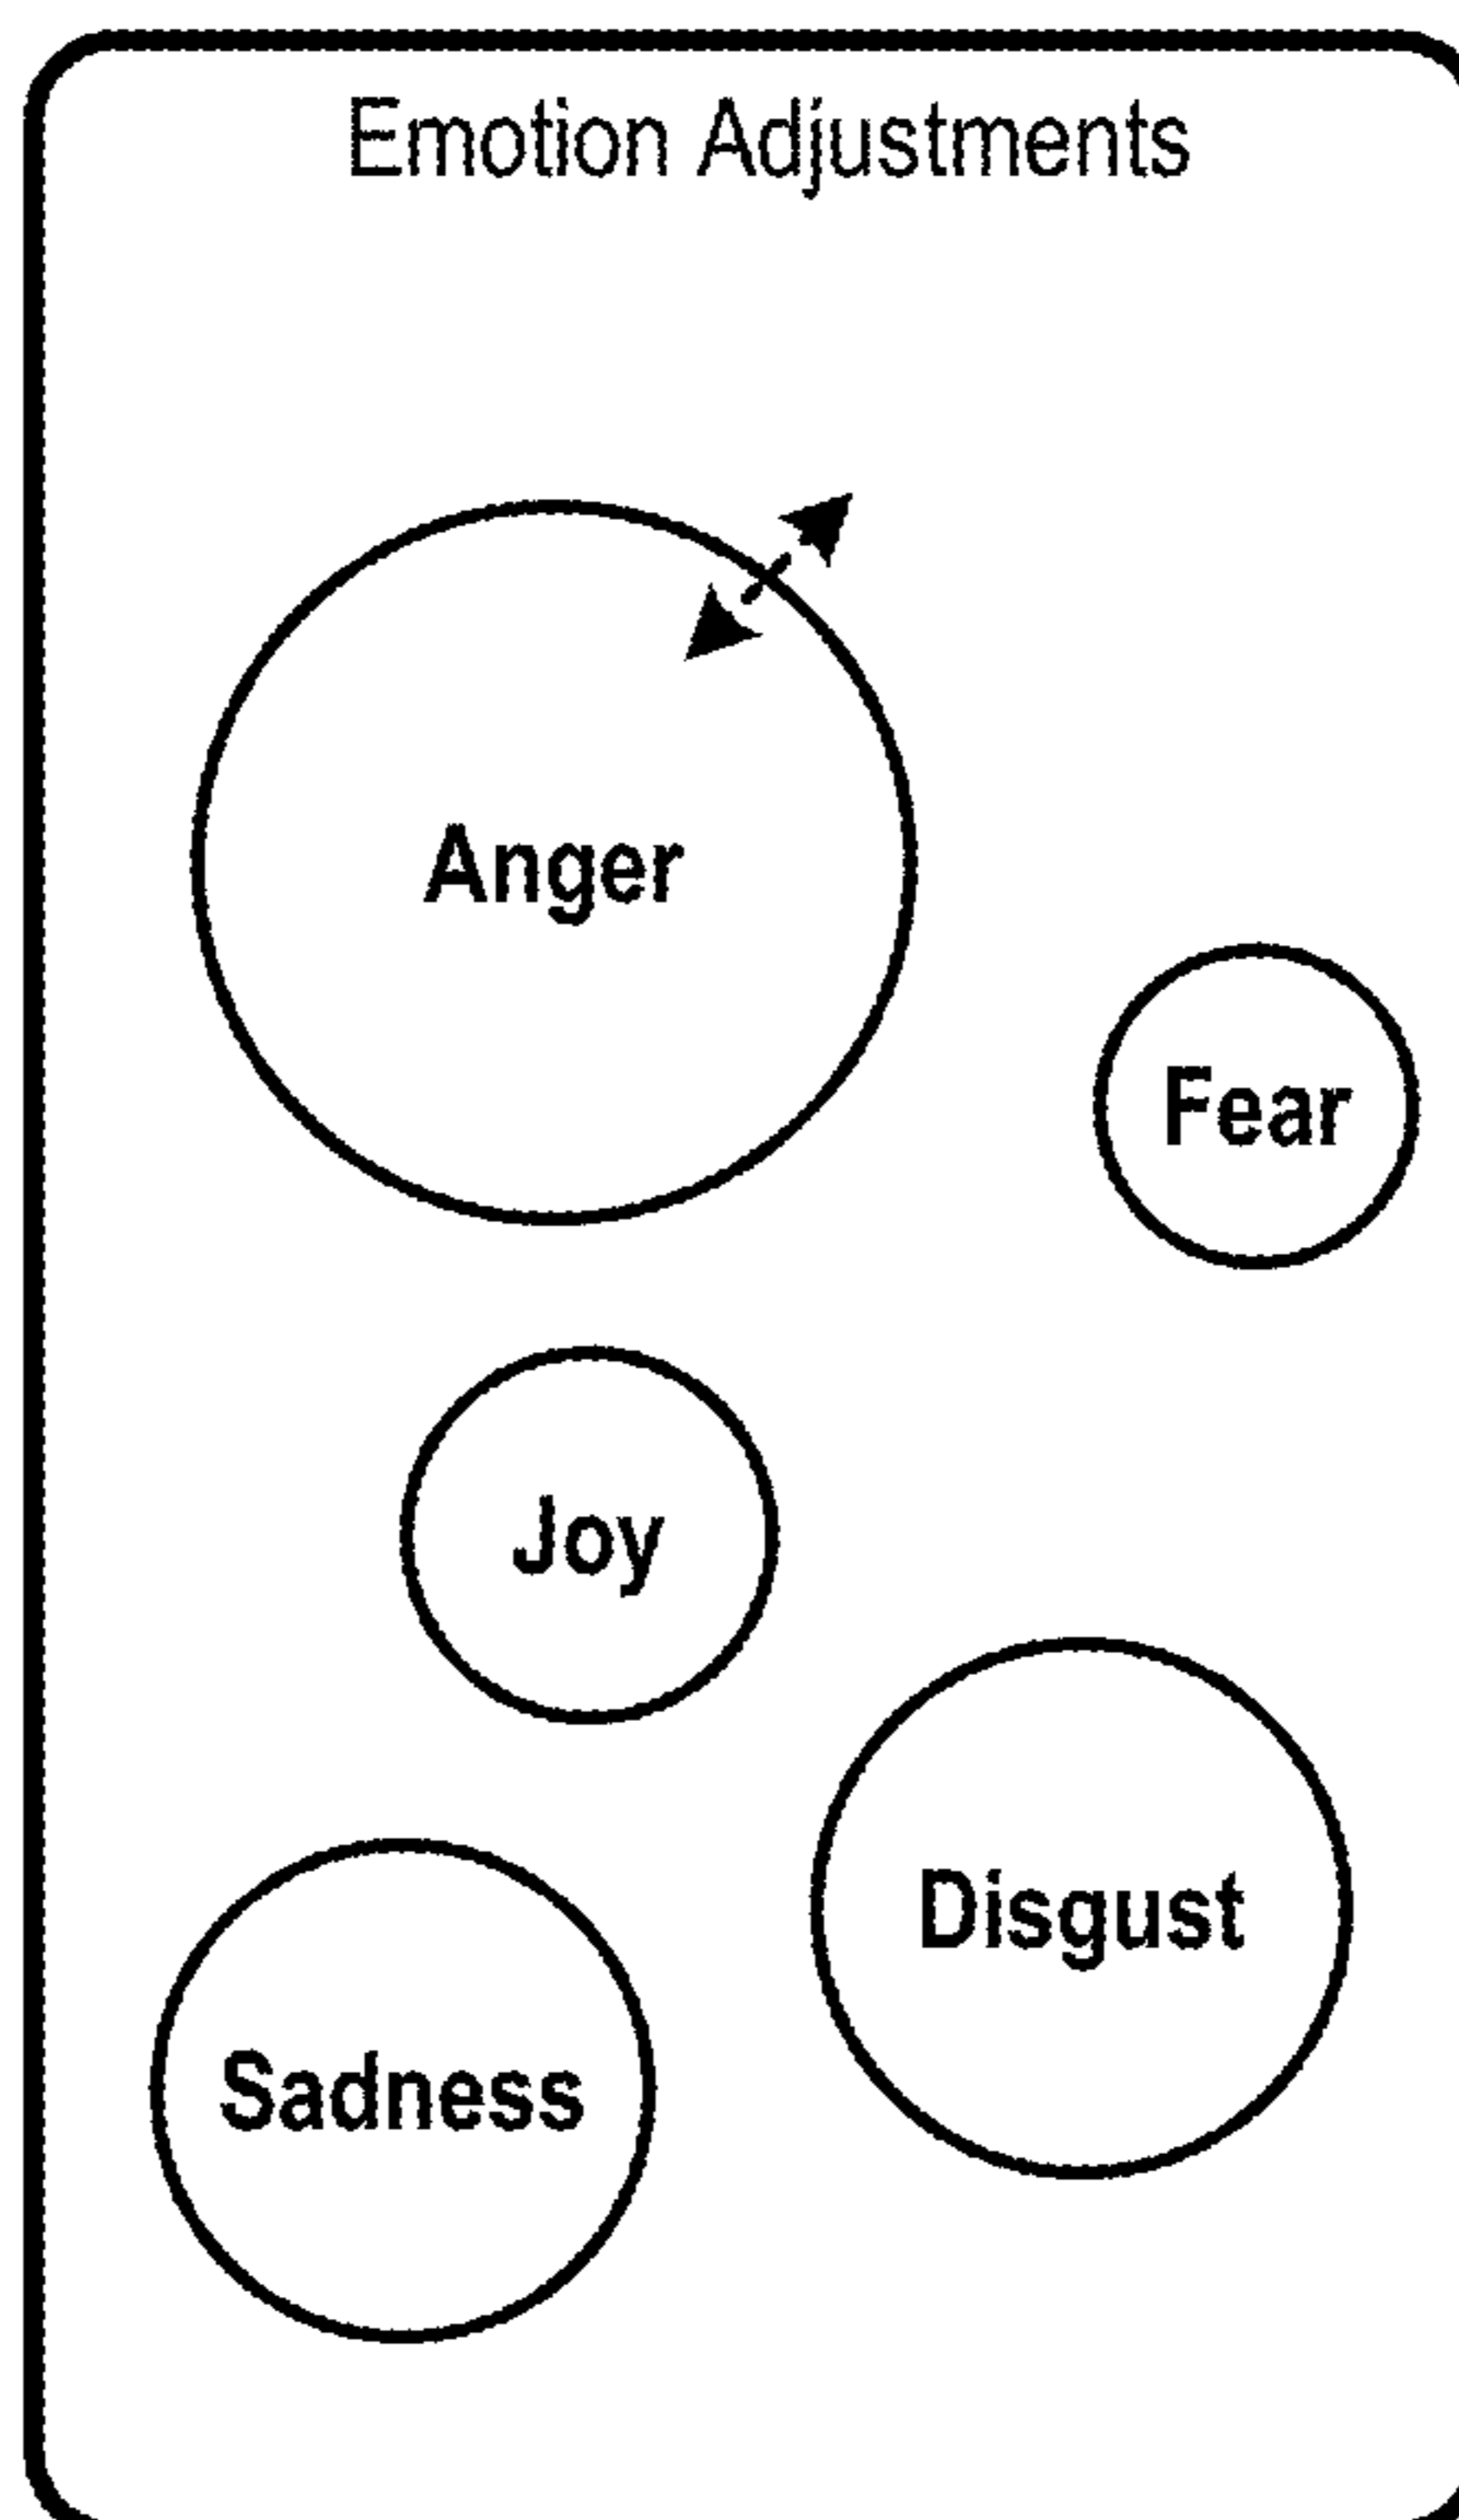 Emotion Adjustments
Anger
Fear
Joy
Disgust
Sadness